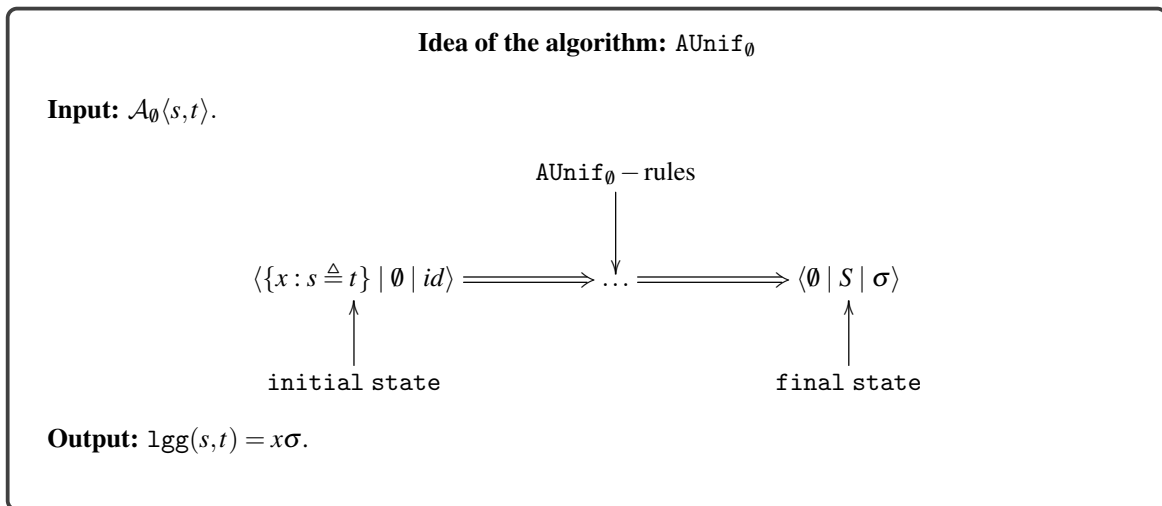 Idea of the algorithm: AUnif∅
Input: 𝒜∅⟨s,t⟩.
AUnif∅ − rules
⟨{x : s ≜ t} | ∅ | id⟩ ⟹ … ⟹ ⟨∅ | S | σ⟩
initial state final state
Output: lgg(s,t) = xσ.